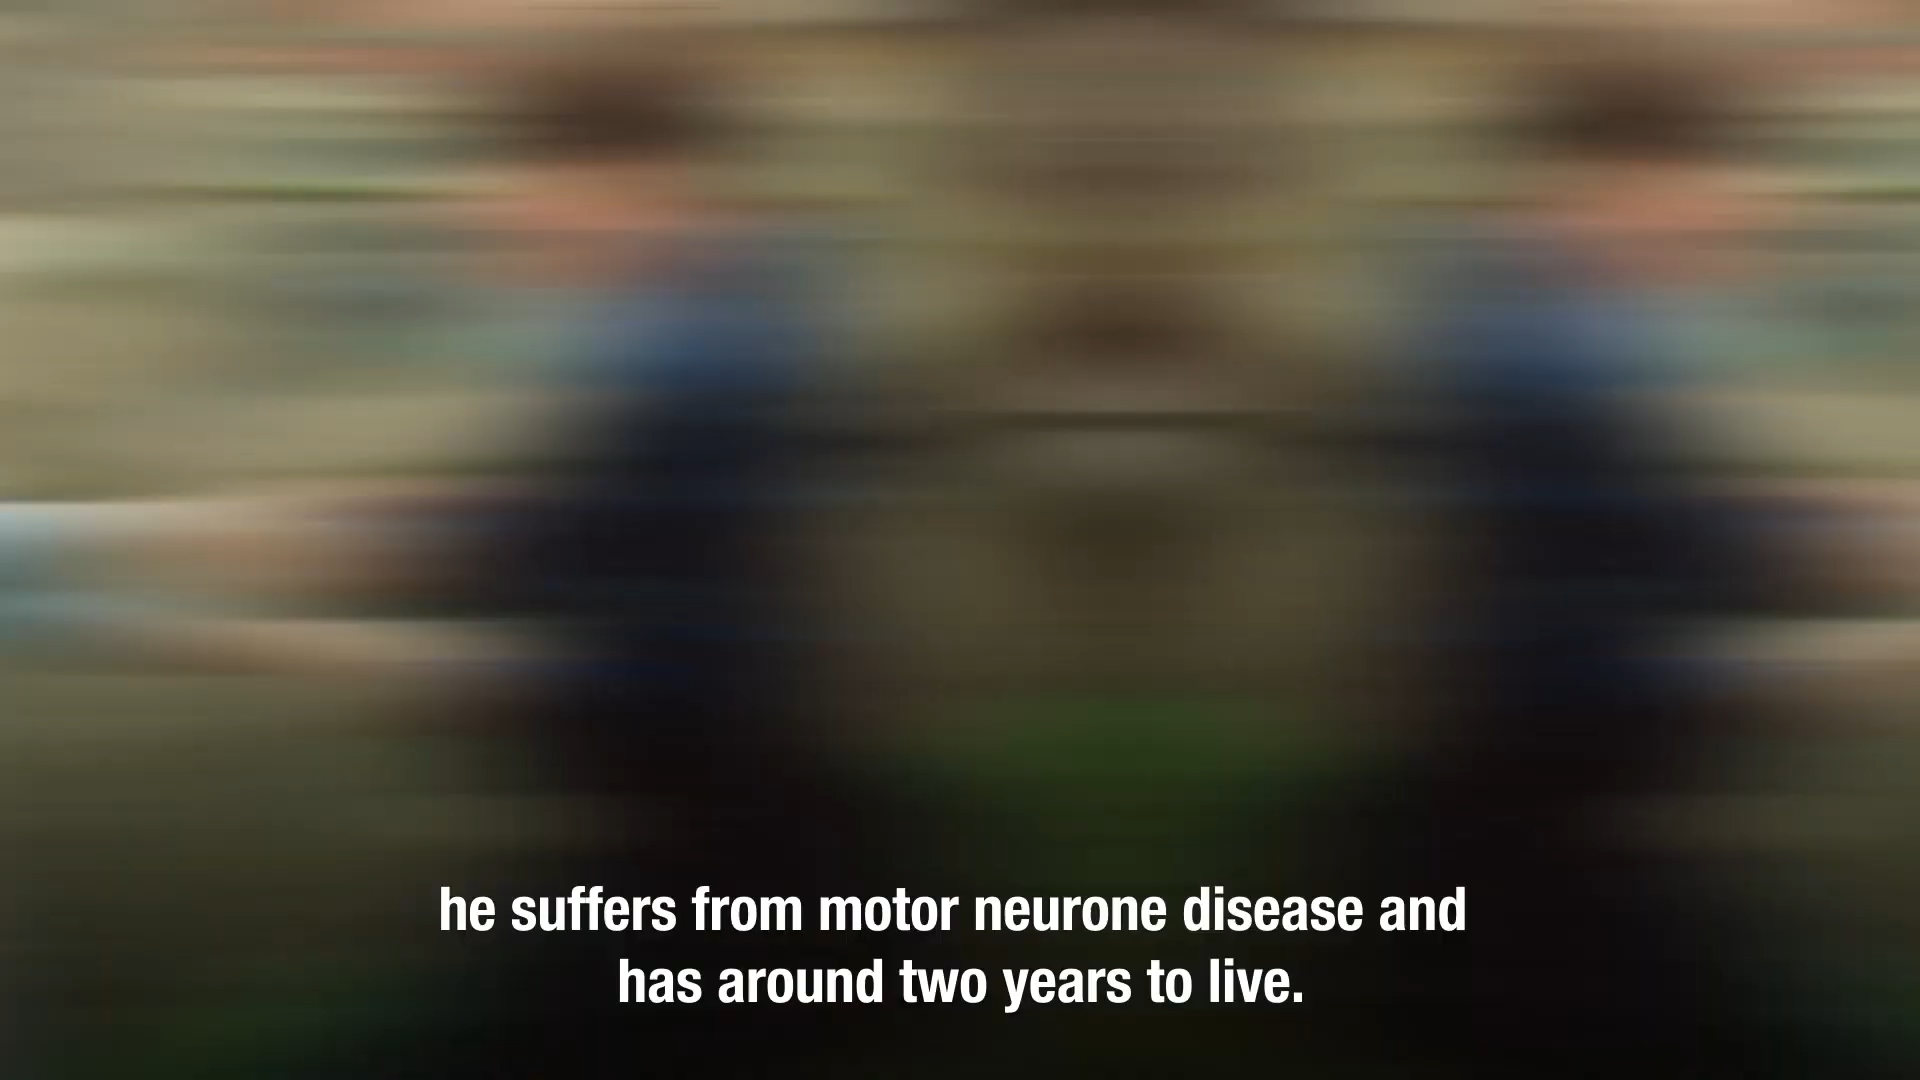 he suffers from motor neurone disease and
has around two years to live.